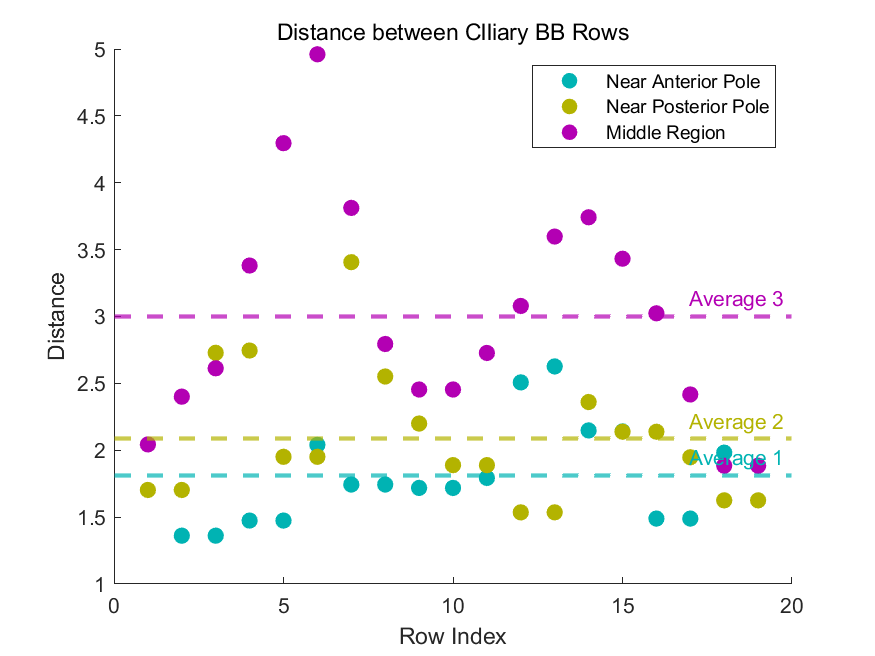 Distance between CIliary BB Rows
5
4.5
4
3.5
3
2.5
2
1.5
1
Distance
Near Anterior Pole
Near Posterior Pole
Middle Region
Average 3
Average 2
Average 1
0
5
10
15
20
Row Index